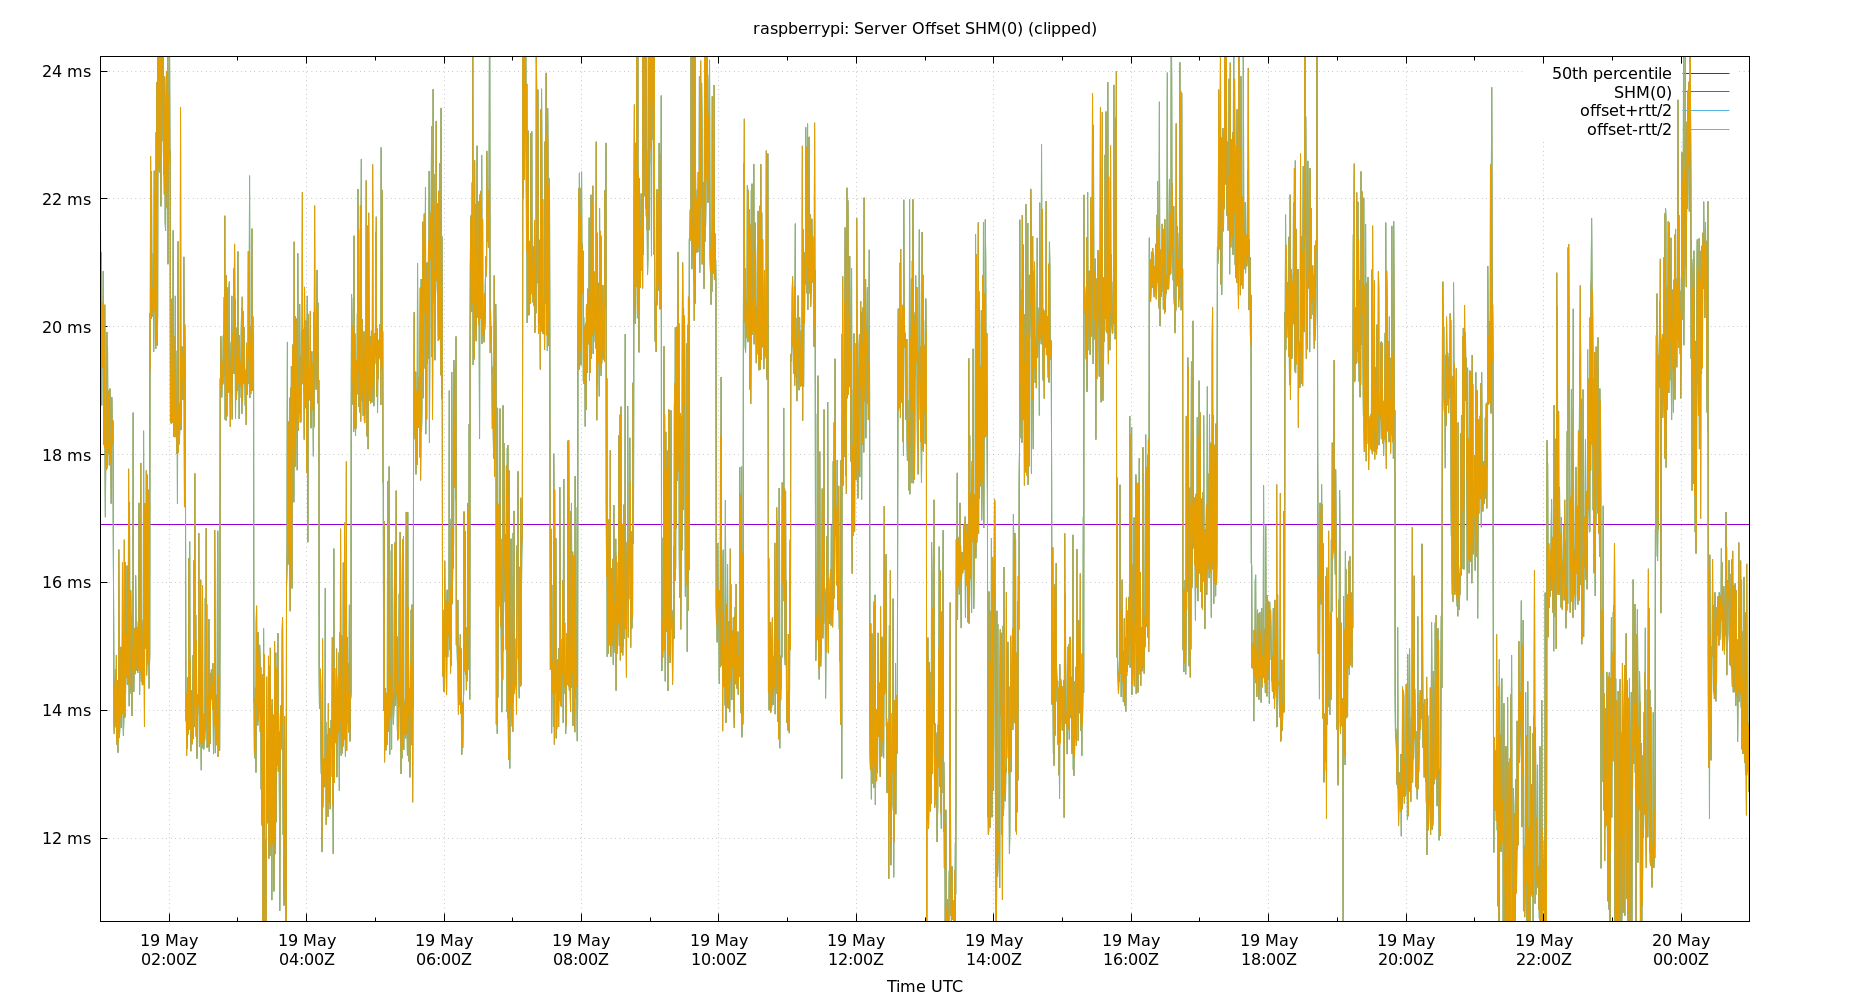 raspberrypi: Server Offset SHM(0) (clipped)
24 ms
22 ms
20 ms
18 ms
16 ms
14 ms
12 ms
50th percentile
SHM(0)
offset+rtt/2
offset-rtt/2
19 May 19 May 19 May 19 May 19 May 19 May 19 May 19 May 19 May 19 May 19 May 20 May
02:00Z 04:00Z 06:00Z 08:00Z 10:00Z 12:00Z 14:00Z 16:00Z 18:00Z 20:00Z 22:00Z 00:00Z
Time UTC